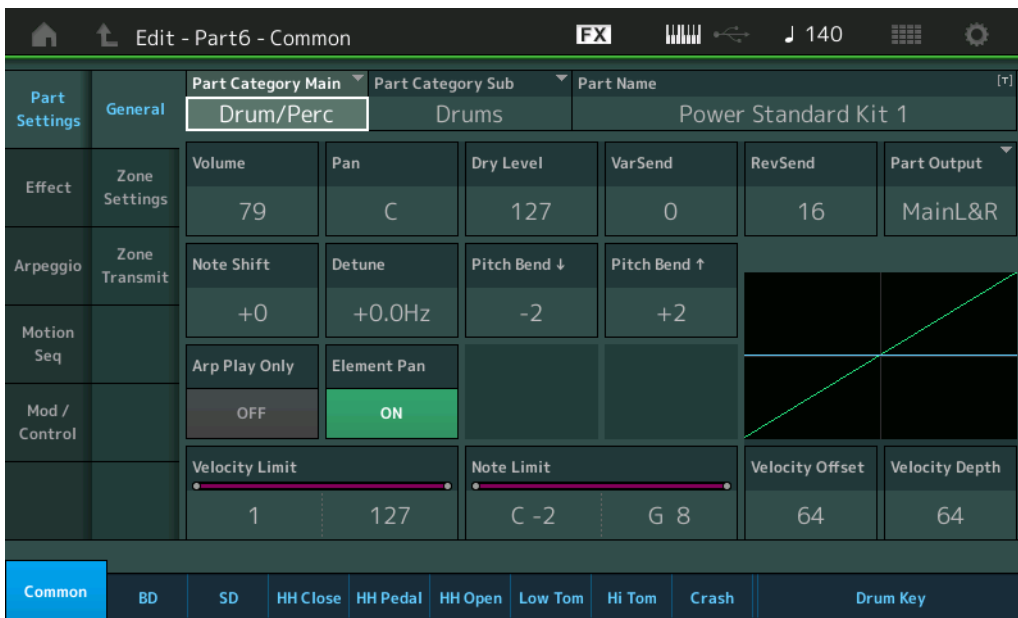 Edit - Part6 - Common FX ♩ 140
Part Settings
General
Part Category Main
Drum/Perc
Part Category Sub
Drums
Part Name [T]
Power Standard Kit 1
Effect
Zone Settings
Volume
79
Pan
C
Dry Level
127
VarSend
0
RevSend
16
Part Output
MainL&R
Arpeggio
Zone Transmit
Note Shift
+0
Detune
+0.0Hz
Pitch Bend ↓
-2
Pitch Bend ↑
+2
Motion Seq
Arp Play Only
OFF
Element Pan
ON
Mod / Control
Velocity Limit
1 127
Note Limit
C -2 G 8
Velocity Offset
64
Velocity Depth
64
Common BD SD HH Close HH Pedal HH Open Low Tom Hi Tom Crash Drum Key